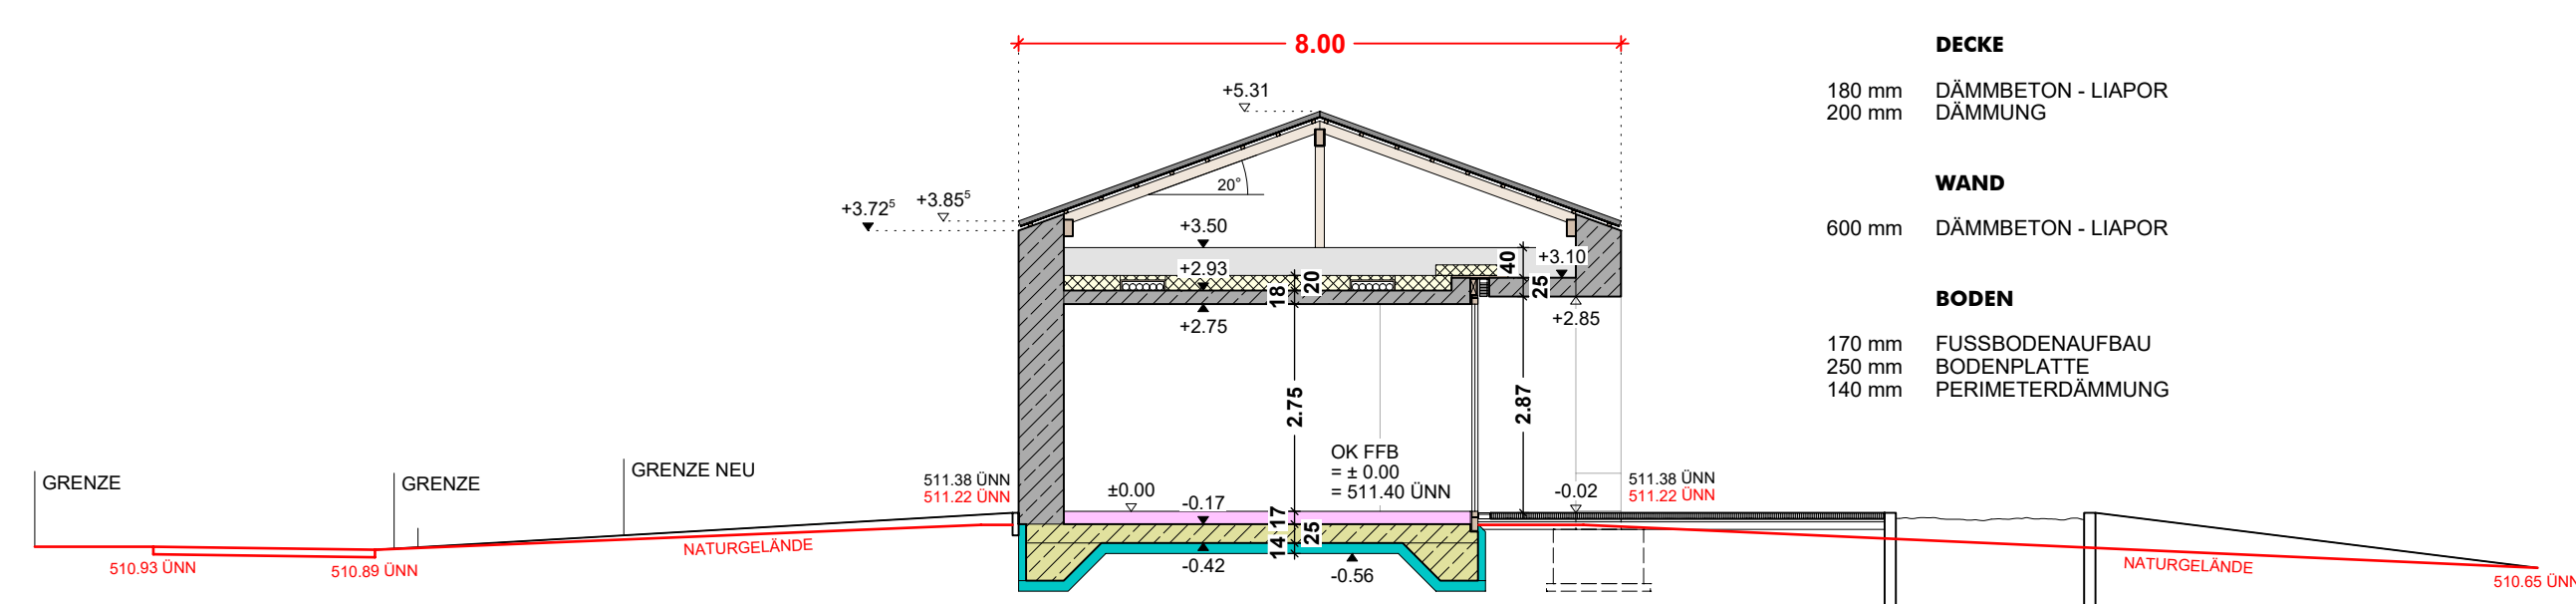 8.00
+5.31
20°
+3.85⁵
+3.72⁵
+3.50
+2.93
20
18
+2.75
40
+3.10
25
+2.85
2.75
2.87
OK FFB
= ± 0.00
= 511.40 ÜNN
±0.00
-0.17
17
25
14
-0.42
-0.56
-0.02
511.38 ÜNN
511.22 ÜNN
511.38 ÜNN
511.22 ÜNN
GRENZE
GRENZE
GRENZE NEU
NATURGELÄNDE
510.93 ÜNN
510.89 ÜNN
NATURGELÄNDE
510.65 ÜNN
DECKE
180 mm DÄMMBETON - LIAPOR
200 mm DÄMMUNG
WAND
600 mm DÄMMBETON - LIAPOR
BODEN
170 mm FUSSBODENAUFBAU
250 mm BODENPLATTE
140 mm PERIMETERDÄMMUNG